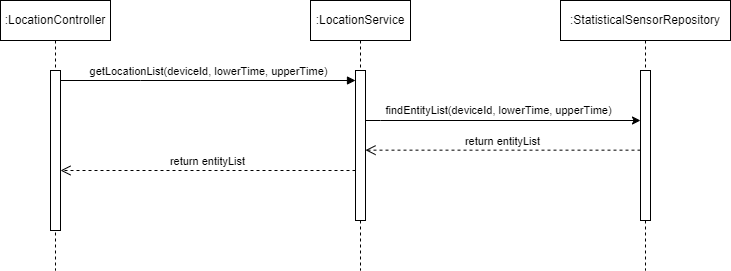 :LocationController
:LocationService
:StatisticalSensorRepository
getLocationList(deviceId, lowerTime, upperTime)
findEntityList(deviceId, lowerTime, upperTime)
return entityList
return entityList